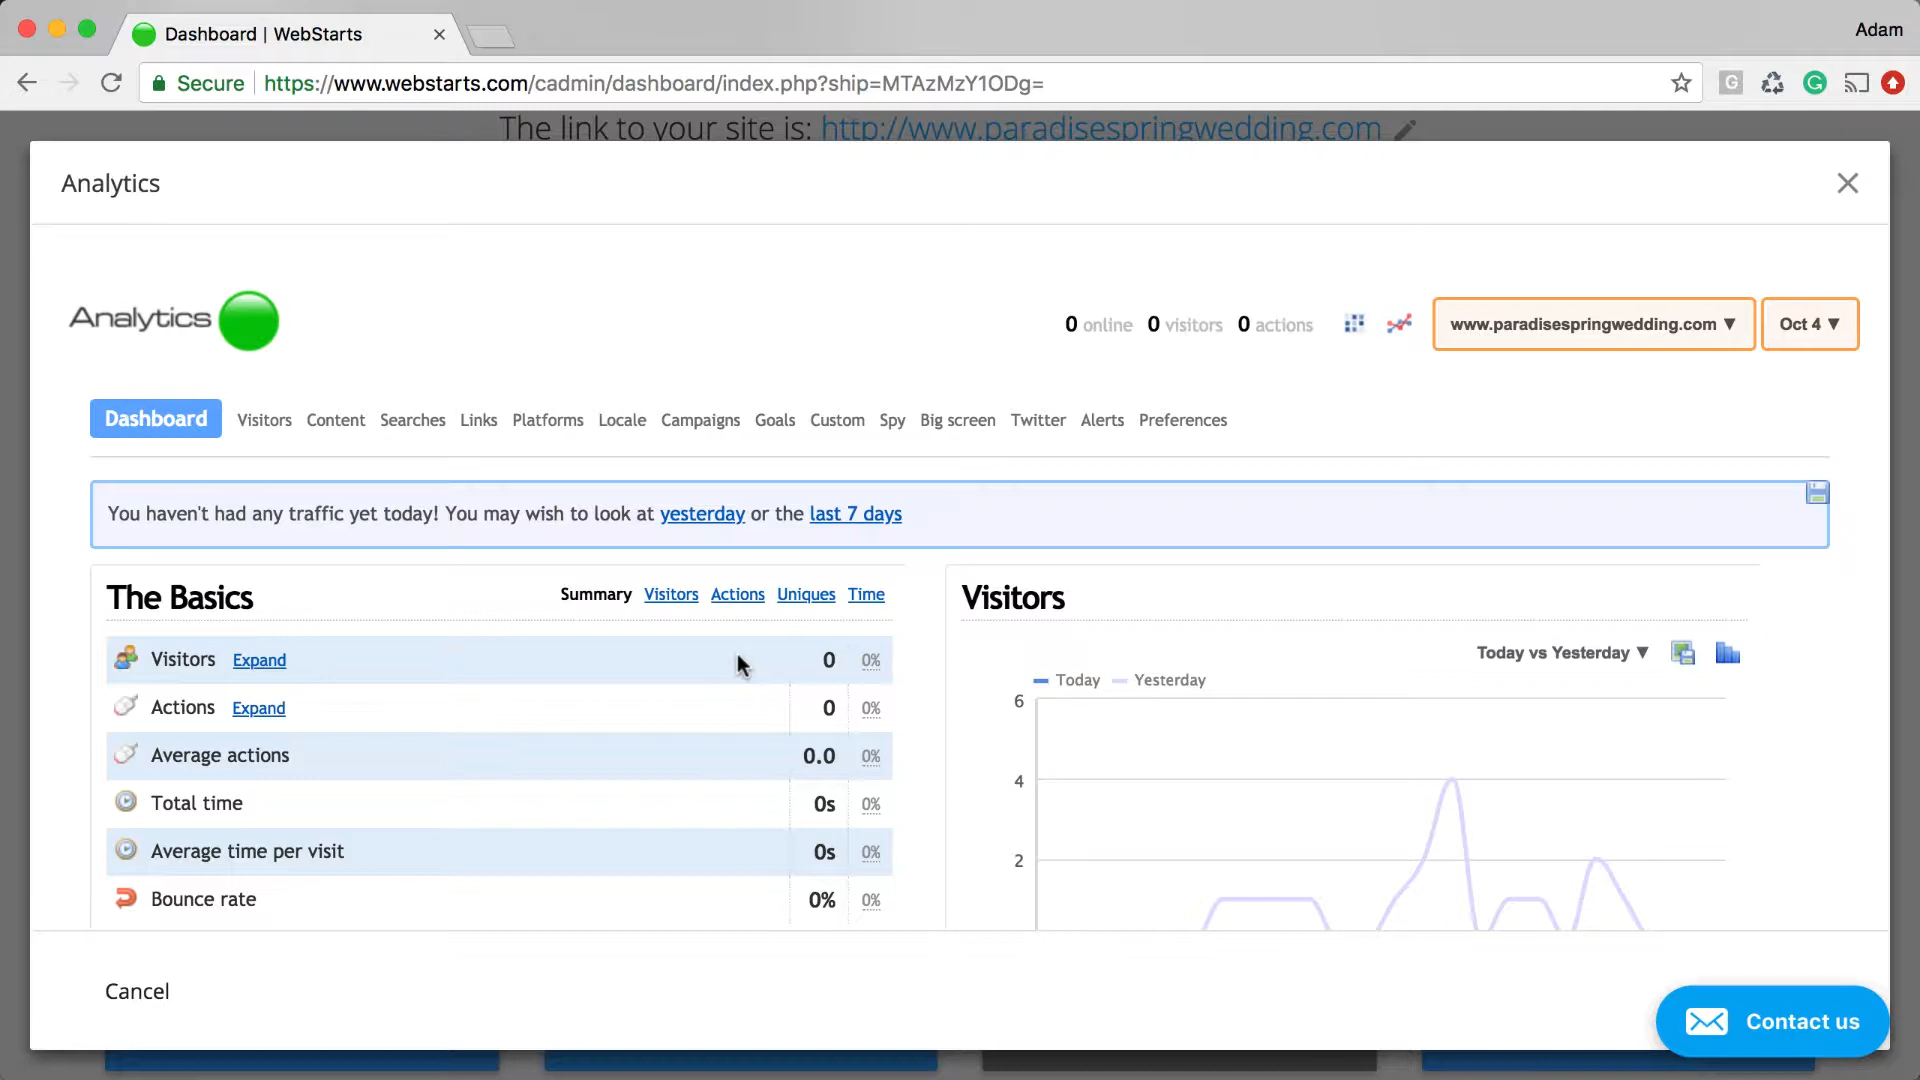 Dashboard | WebStarts
Adam
Secure https://www.webstarts.com/cadmin/dashboard/index.php?ship=MTAzMzY1ODg=
G
The link to your site is: http://www.paradisespringwedding.com
Analytics
Analytics
0 online 0 visitors 0 actions
www.paradisespringwedding.com ▼
Oct 4 ▼
Dashboard Visitors Content Searches Links Platforms Locale Campaigns Goals Custom Spy Big screen Twitter Alerts Preferences
You haven't had any traffic yet today! You may wish to look at yesterday or the last 7 days
The Basics Summary Visitors Actions Uniques Time
Visitors Expand 0 0%
Actions Expand 0 0%
Average actions 0.0 0%
Total time 0s 0%
Average time per visit 0s 0%
Bounce rate 0% 0%
Visitors
Today vs Yesterday ▼
Today Yesterday
6
4
2
Cancel
Contact us